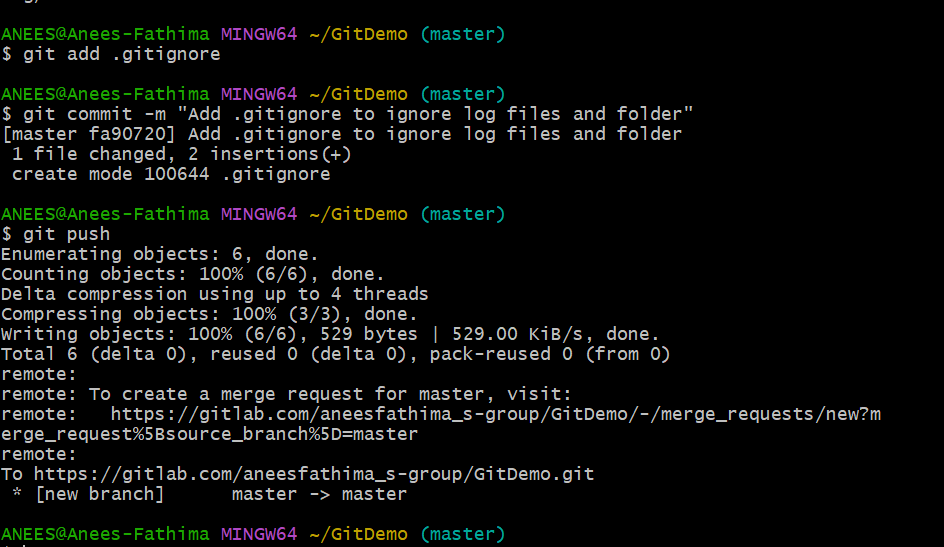 ANEES@Anees-Fathima MINGW64 ~/GitDemo (master)
$ git add .gitignore
ANEES@Anees-Fathima MINGW64 ~/GitDemo (master)
$ git commit -m "Add .gitignore to ignore log files and folder"
[master fa90720] Add .gitignore to ignore log files and folder
 1 file changed, 2 insertions(+)
 create mode 100644 .gitignore
ANEES@Anees-Fathima MINGW64 ~/GitDemo (master)
$ git push
Enumerating objects: 6, done.
Counting objects: 100% (6/6), done.
Delta compression using up to 4 threads
Compressing objects: 100% (3/3), done.
Writing objects: 100% (6/6), 529 bytes | 529.00 KiB/s, done.
Total 6 (delta 0), reused 0 (delta 0), pack-reused 0 (from 0)
remote:
remote: To create a merge request for master, visit:
remote:   https://gitlab.com/aneesfathima_s-group/GitDemo/-/merge_requests/new?m
erge_request%5Bsource_branch%5D=master
remote:
To https://gitlab.com/aneesfathima_s-group/GitDemo.git
 * [new branch]      master -> master
ANEES@Anees-Fathima MINGW64 ~/GitDemo (master)